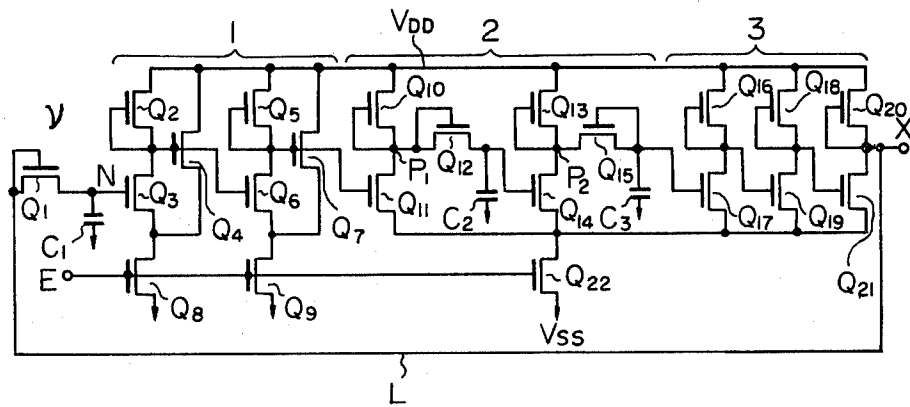 1 VDD 2 3
Q2 Q5 Q10 Q13 Q16 Q18 Q20 X
ν N P1 Q12 P2 Q15
Q1 Q3 Q4 Q6 Q7 Q11 C2 Q14 C3 Q17 Q19
C1
E Q8 Q9 Q22 Q21
VSS
L